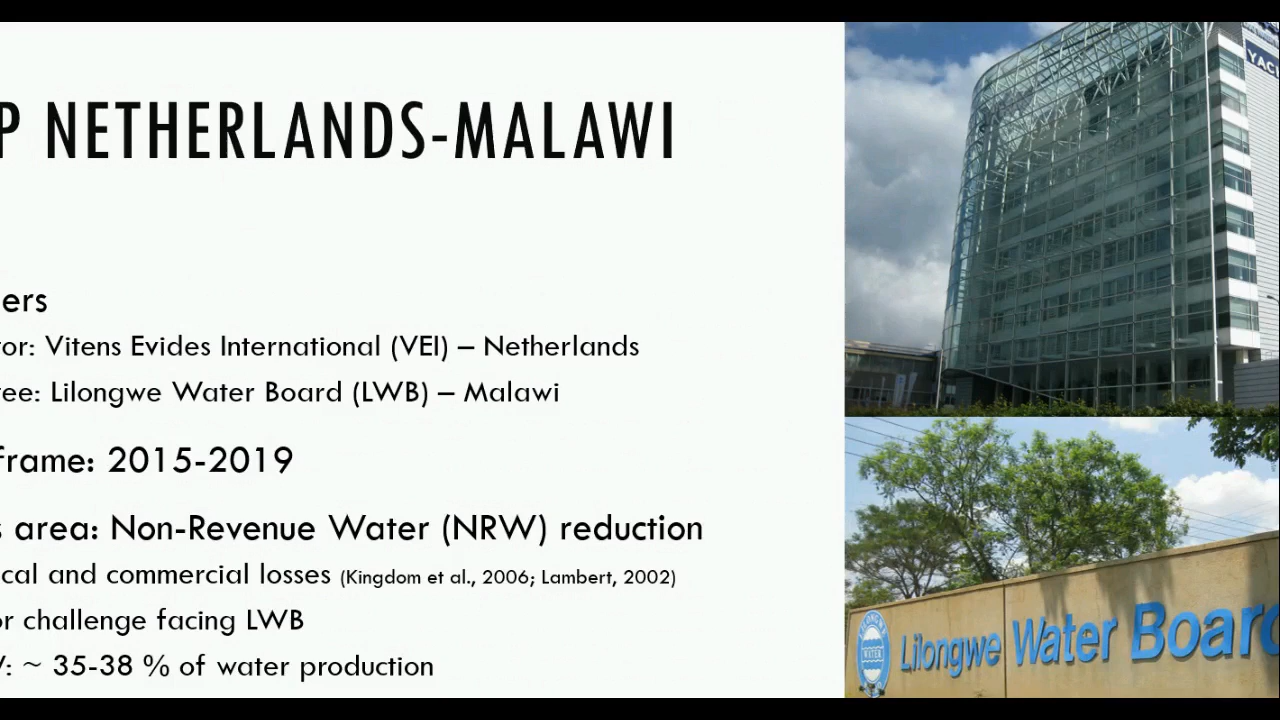 P NETHERLANDS-MALAWI
ers
or: Vitens Evides International (VEI) – Netherlands
ee: Lilongwe Water Board (LWB) – Malawi
frame: 2015-2019
s area: Non-Revenue Water (NRW) reduction
cal and commercial losses (Kingdom et al., 2006; Lambert, 2002)
or challenge facing LWB
: ~ 35-38 % of water production
YACH
Lilongwe Water Board
WATER